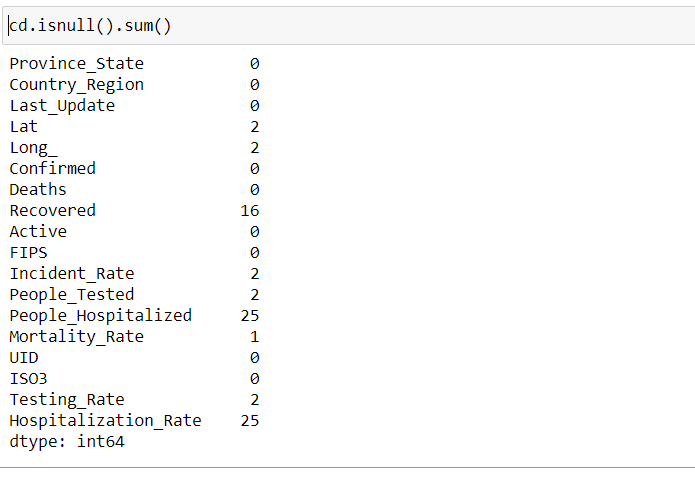 cd.isnull().sum()
Province_State 0
Country_Region 0
Last_Update 0
Lat 2
Long_ 2
Confirmed 0
Deaths 0
Recovered 16
Active 0
FIPS 0
Incident_Rate 2
People_Tested 2
People_Hospitalized 25
Mortality_Rate 1
UID 0
ISO3 0
Testing_Rate 2
Hospitalization_Rate 25
dtype: int64